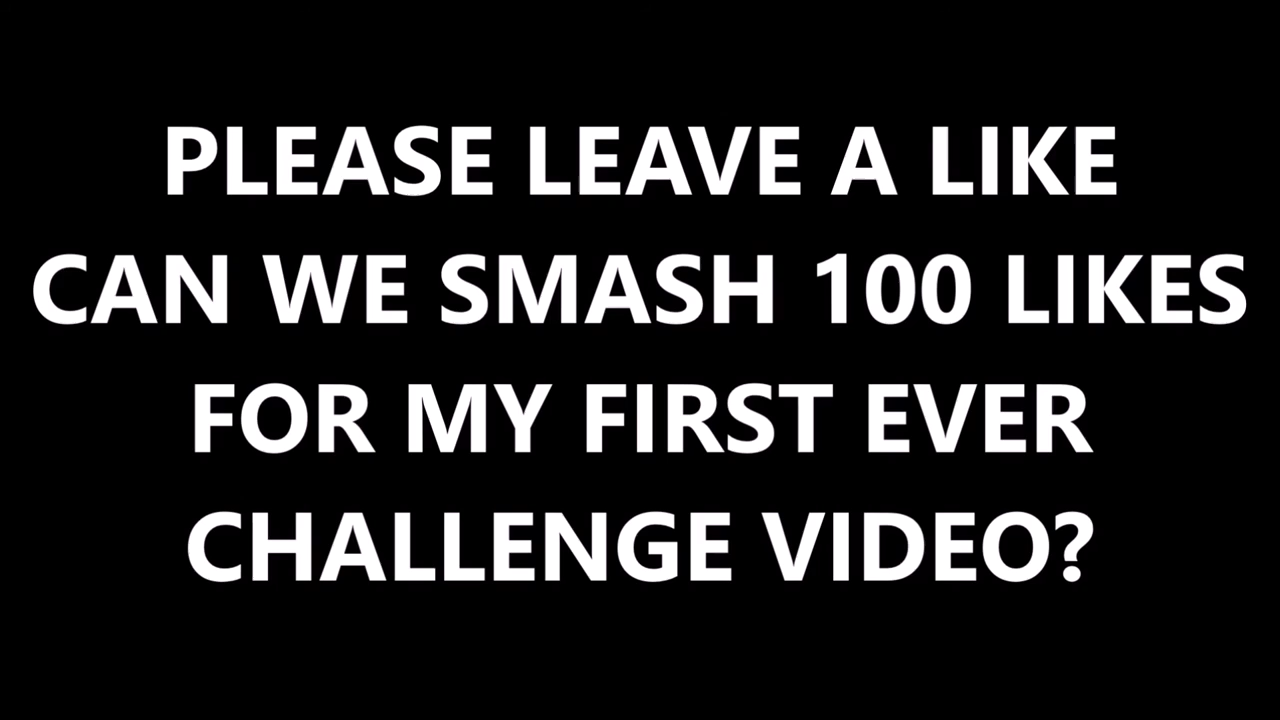 PLEASE LEAVE A LIKE
CAN WE SMASH 100 LIKES
FOR MY FIRST EVER
CHALLENGE VIDEO?